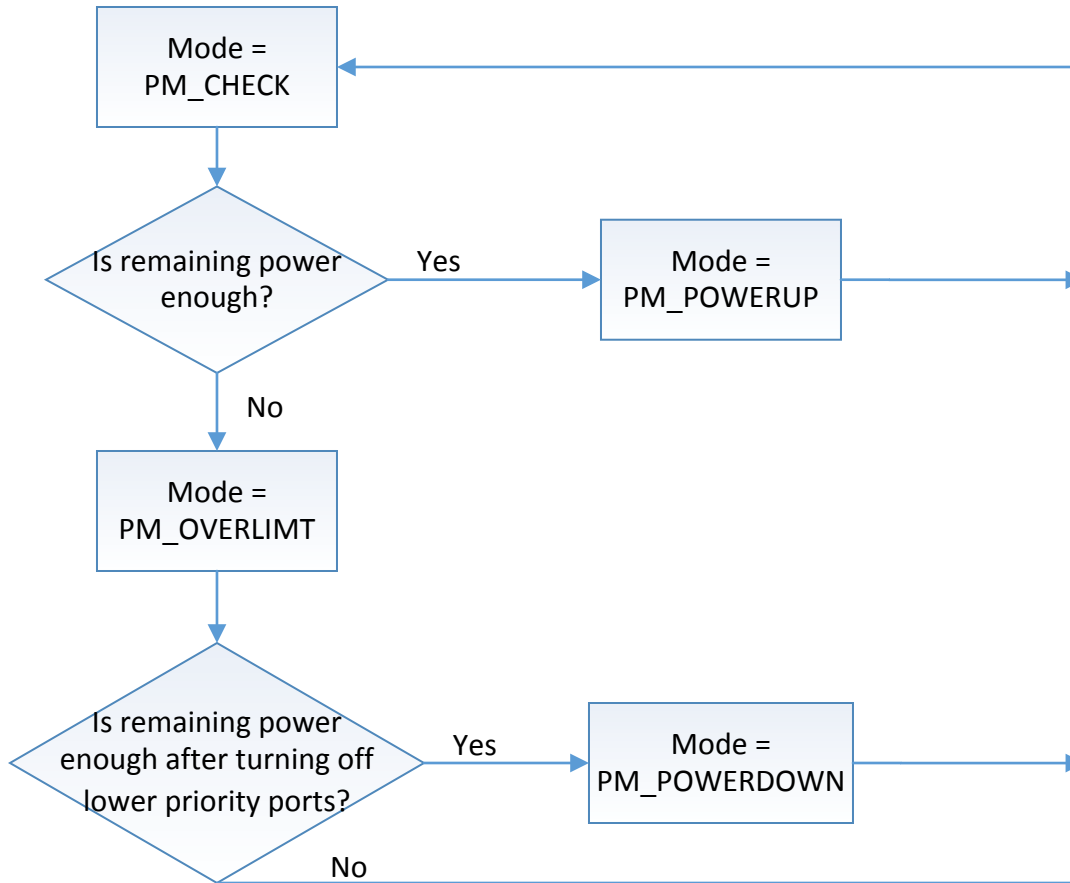 Mode =
PM_CHECK
Is remaining power
enough?
Yes
Mode =
PM_POWERUP
No
Mode =
PM_OVERLIMT
Is remaining power
enough after turning off
lower priority ports?
Yes
Mode =
PM_POWERDOWN
No